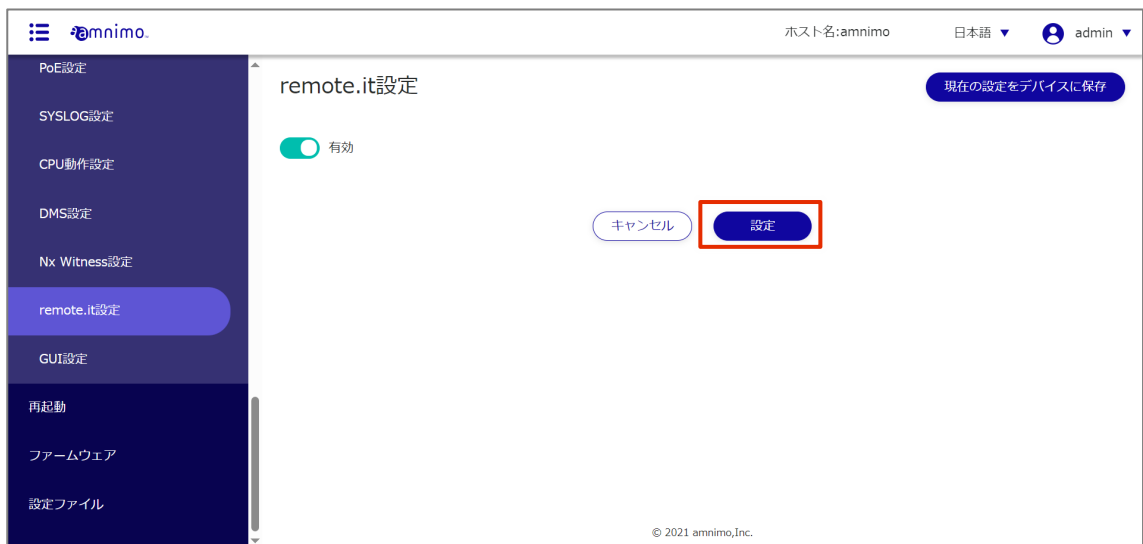 amnimo.
ホスト名:amnimo
日本語 ▼
admin ▼
PoE設定
SYSLOG設定
CPU動作設定
DMS設定
Nx Witness設定
remote.it設定
GUI設定
再起動
ファームウェア
設定ファイル
remote.it設定
現在の設定をデバイスに保存
有効
キャンセル
設定
© 2021 amnimo,Inc.